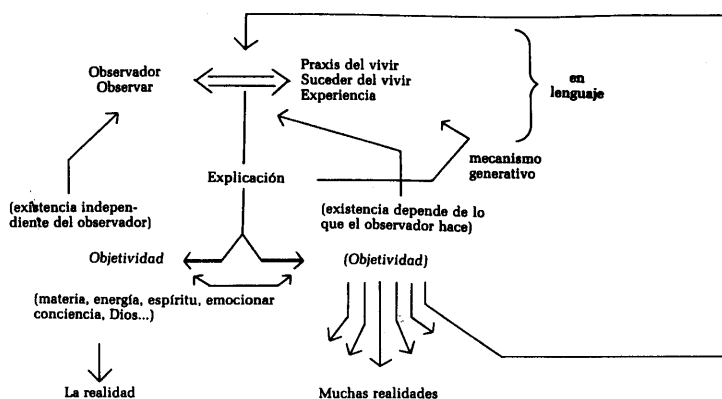 Observador
Observar
Praxis del vivir
Suceder del vivir
Experiencia
en
lenguaje
mecanismo
generativo
Explicación
(existencia indepen-
diente del observador)
(existencia depende de lo
que el observador hace)
Objetividad
(Objetividad)
(materia, energía, espíritu, emocionar
conciencia, Dios...)
La realidad
Muchas realidades